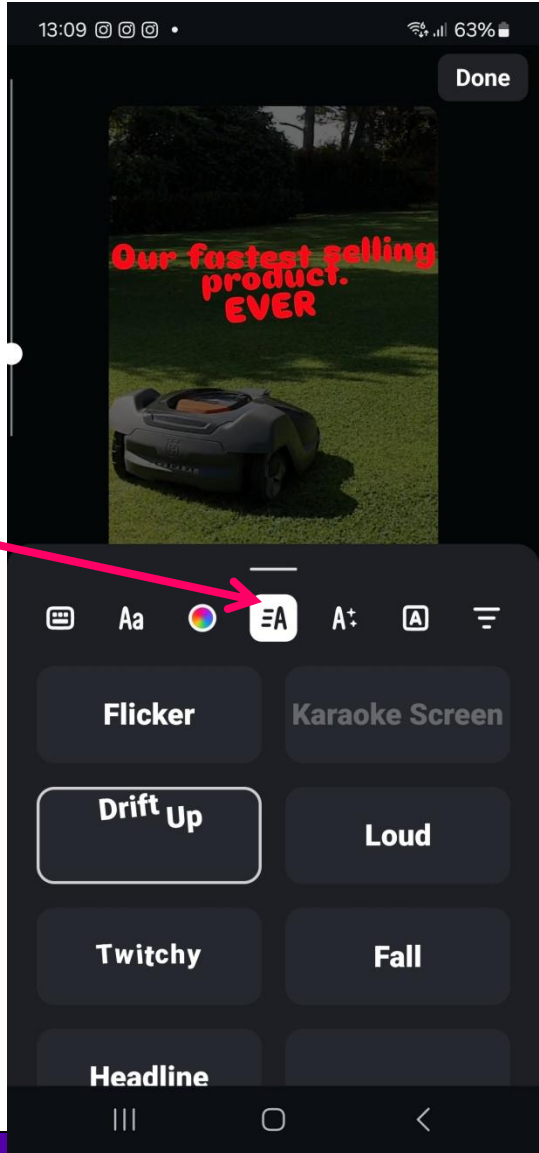 13:09
63%
Done
Our fastest selling
product.
EVER
Aa
A
A
A
Flicker
Karaoke Screen
Drift Up
Loud
Twitchy
Fall
Headline